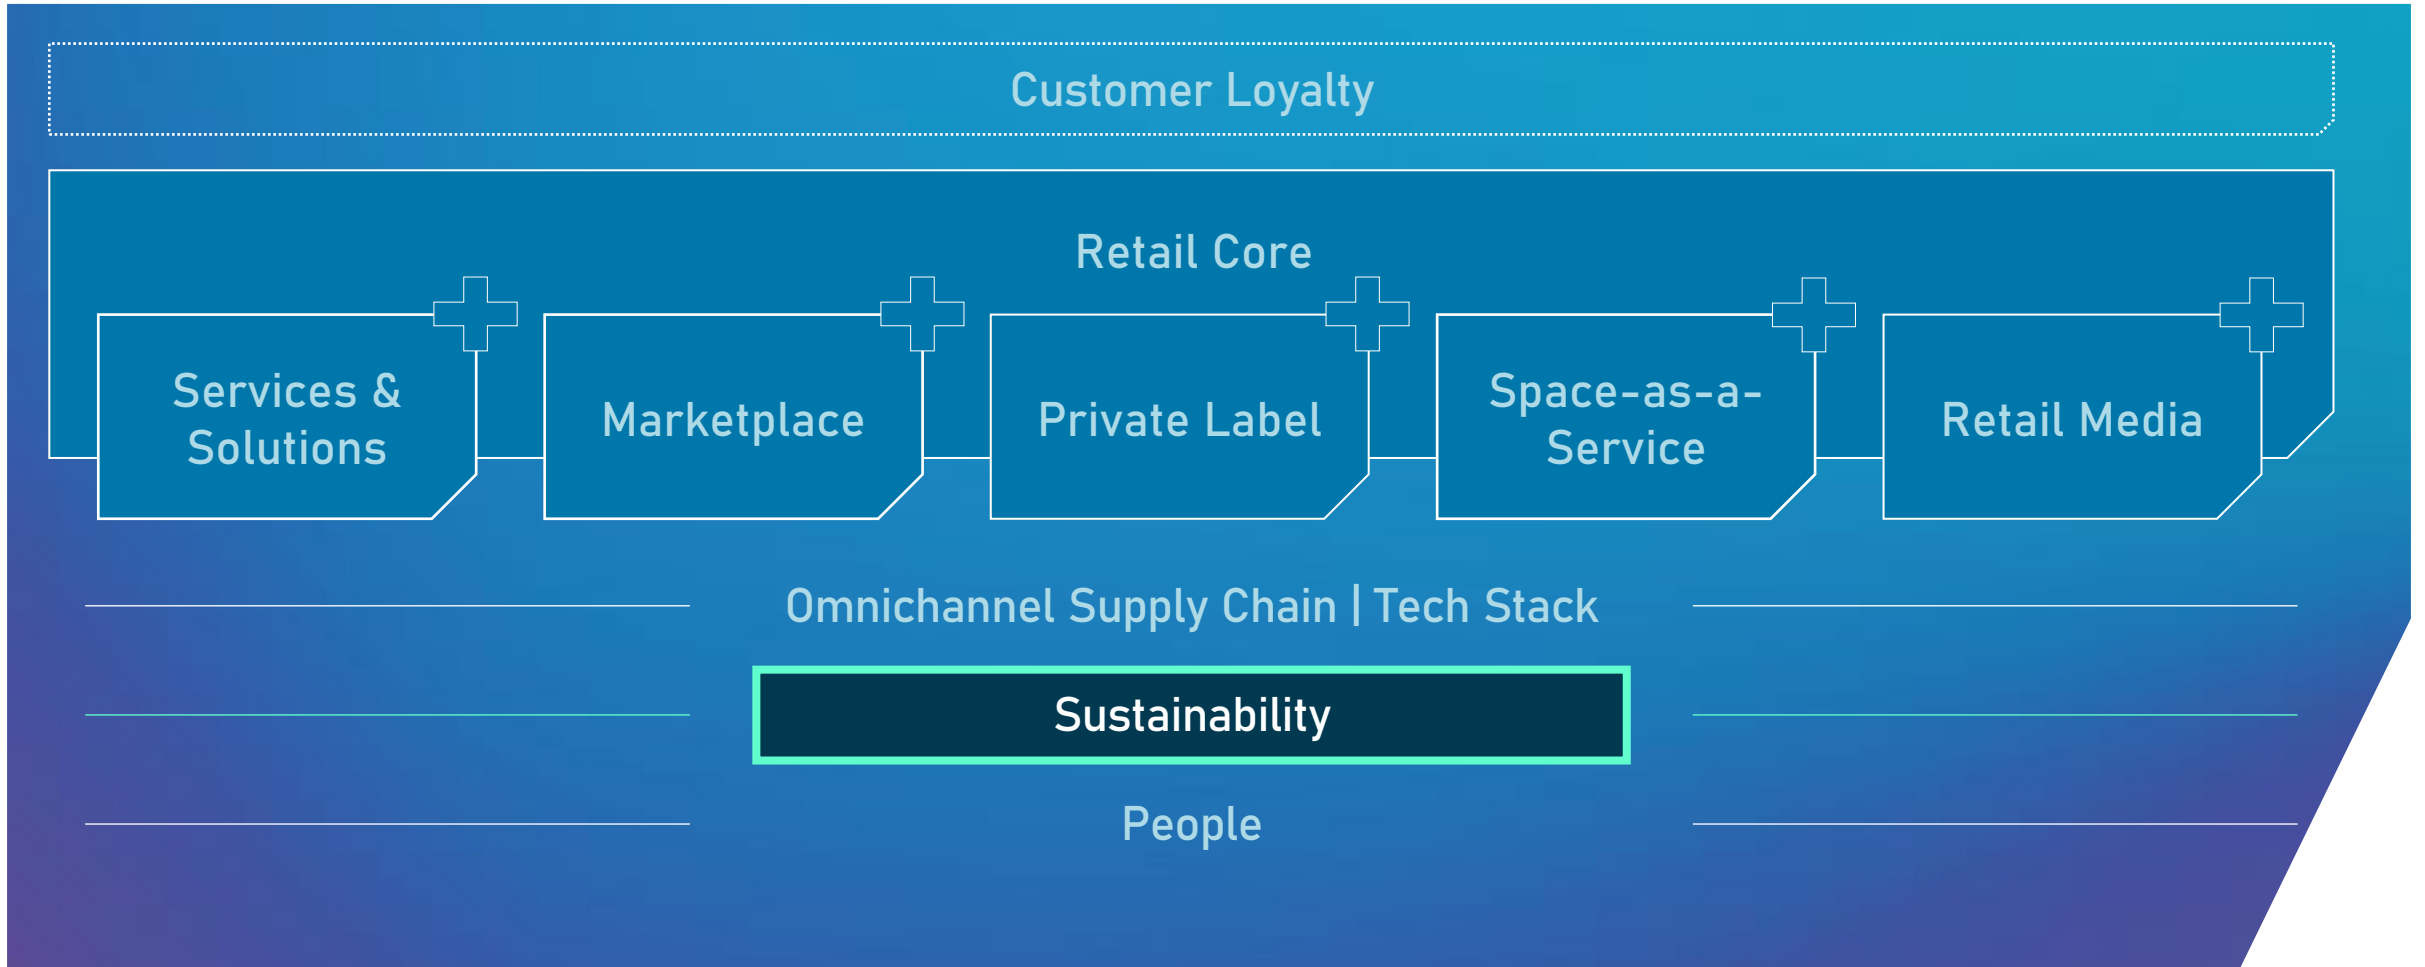 Customer Loyalty
Retail Core
Services &
Solutions
Marketplace
Private Label
Space-as-a-
Service
Retail Media
Omnichannel Supply Chain | Tech Stack
Sustainability
People